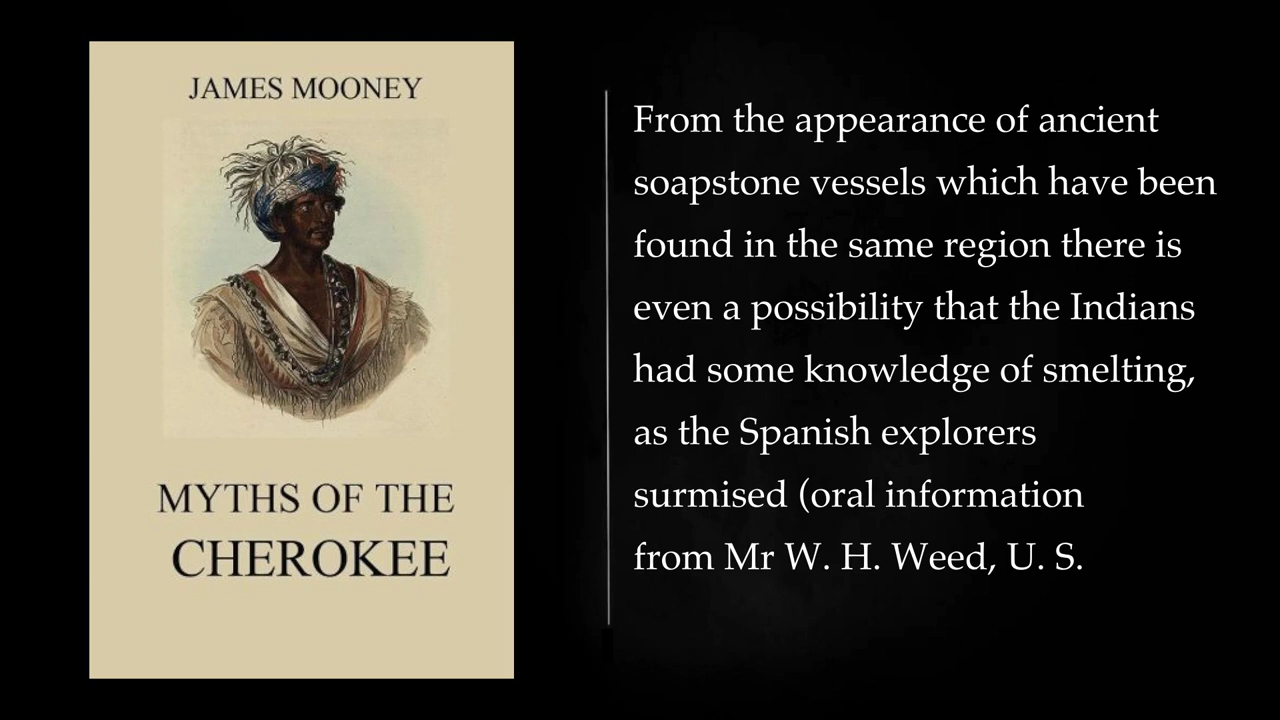 JAMES MOONEY
MYTHS OF THE
CHEROKEE
From the appearance of ancient
soapstone vessels which have been
found in the same region there is
even a possibility that the Indians
had some knowledge of smelting,
as the Spanish explorers
surmised (oral information
from Mr W. H. Weed, U. S.